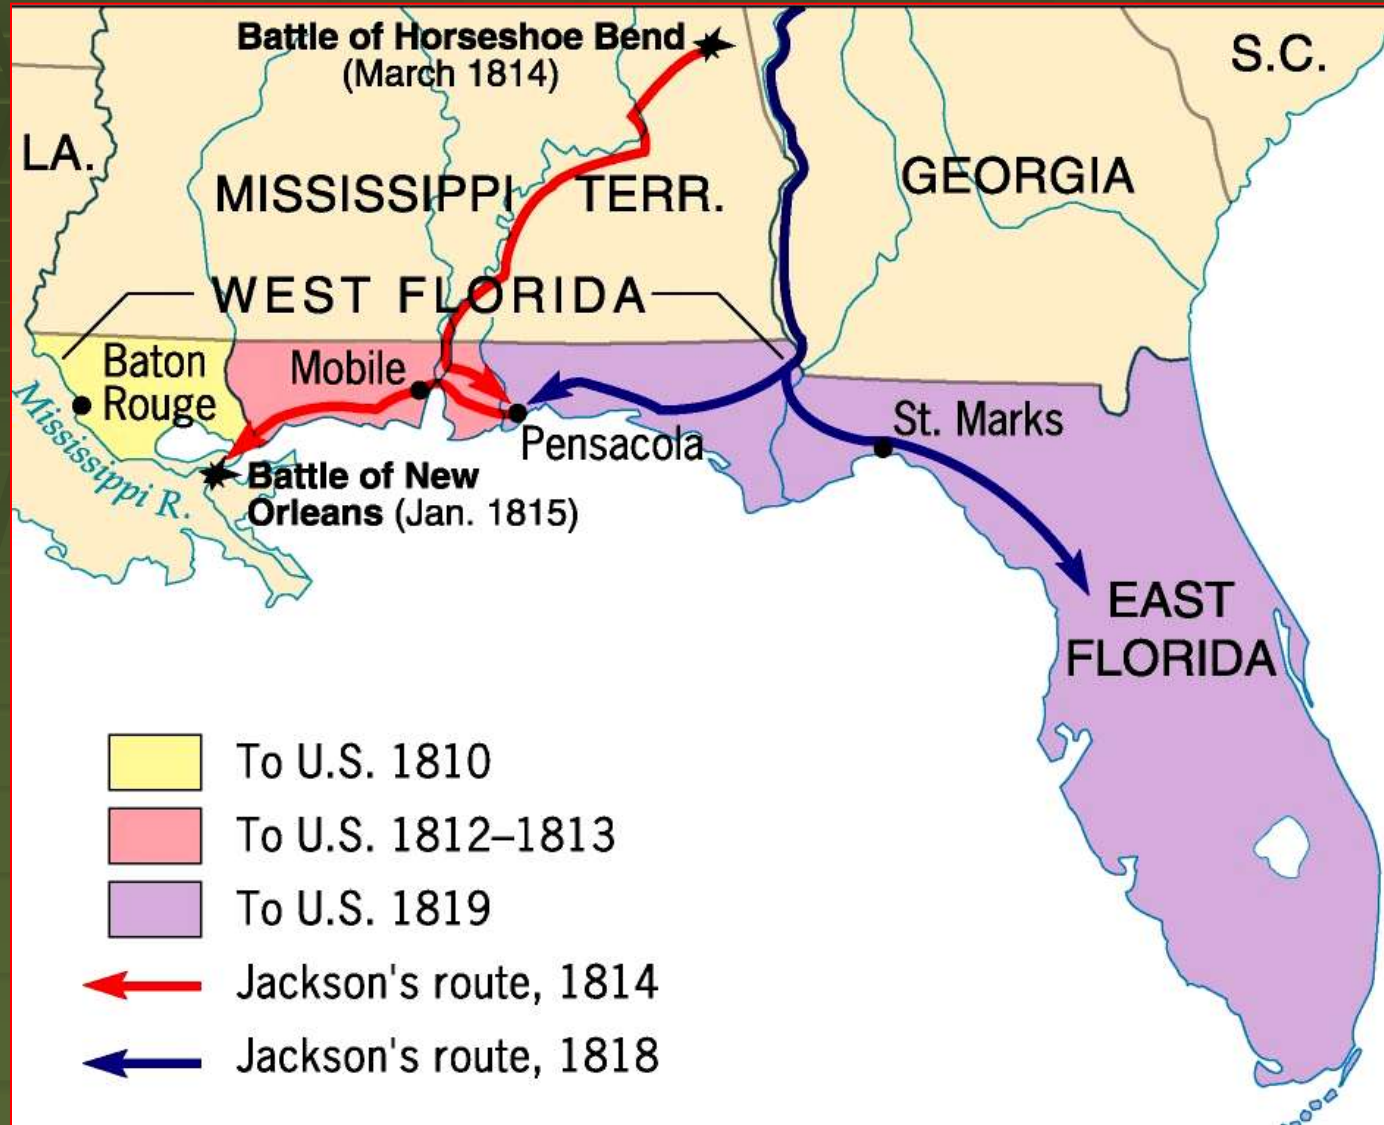 Battle of Horseshoe Bend
(March 1814)
S.C.
LA.
MISSISSIPPI TERR.
GEORGIA
WEST FLORIDA
Baton
Rouge
Mobile
Pensacola
St. Marks
Mississippi R.
Battle of New
Orleans (Jan. 1815)
EAST
FLORIDA
To U.S. 1810
To U.S. 1812–1813
To U.S. 1819
Jackson's route, 1814
Jackson's route, 1818